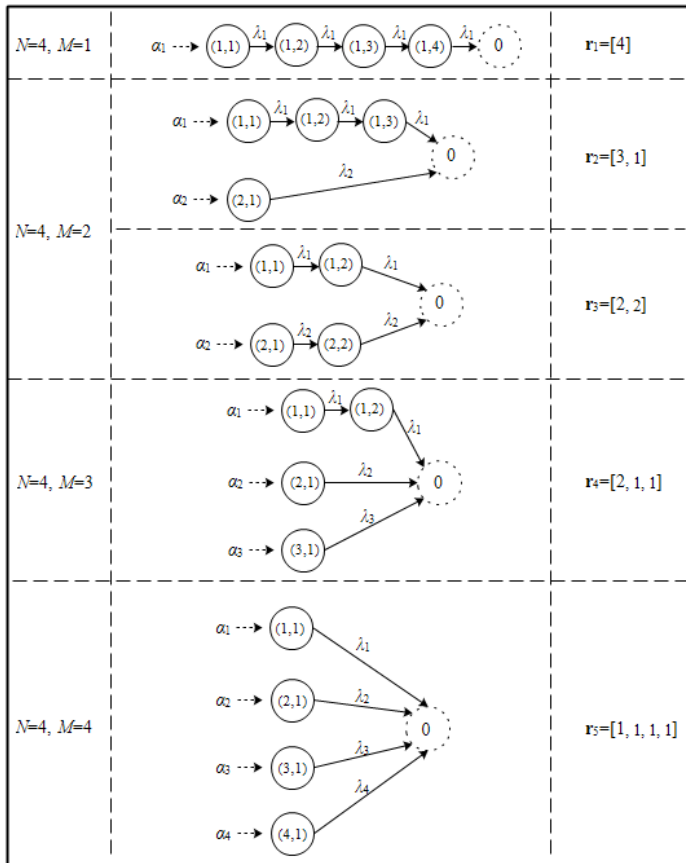 N=4, M=1
α₁ (1,1) λ₁ (1,2) λ₁ (1,3) λ₁ (1,4) λ₁ 0
r₁=[4]
N=4, M=2
α₁ (1,1) λ₁ (1,2) λ₁ (1,3) λ₁
0
α₂ (2,1) λ₂
r₂=[3, 1]
α₁ (1,1) λ₁ (1,2) λ₁
0
α₂ (2,1) λ₂ (2,2) λ₂
r₃=[2, 2]
N=4, M=3
α₁ (1,1) λ₁ (1,2) λ₁
α₂ (2,1) λ₂ 0
α₃ (3,1) λ₃
r₄=[2, 1, 1]
N=4, M=4
α₁ (1,1) λ₁
α₂ (2,1) λ₂
0
α₃ (3,1) λ₃
α₄ (4,1) λ₄
r₅=[1, 1, 1, 1]